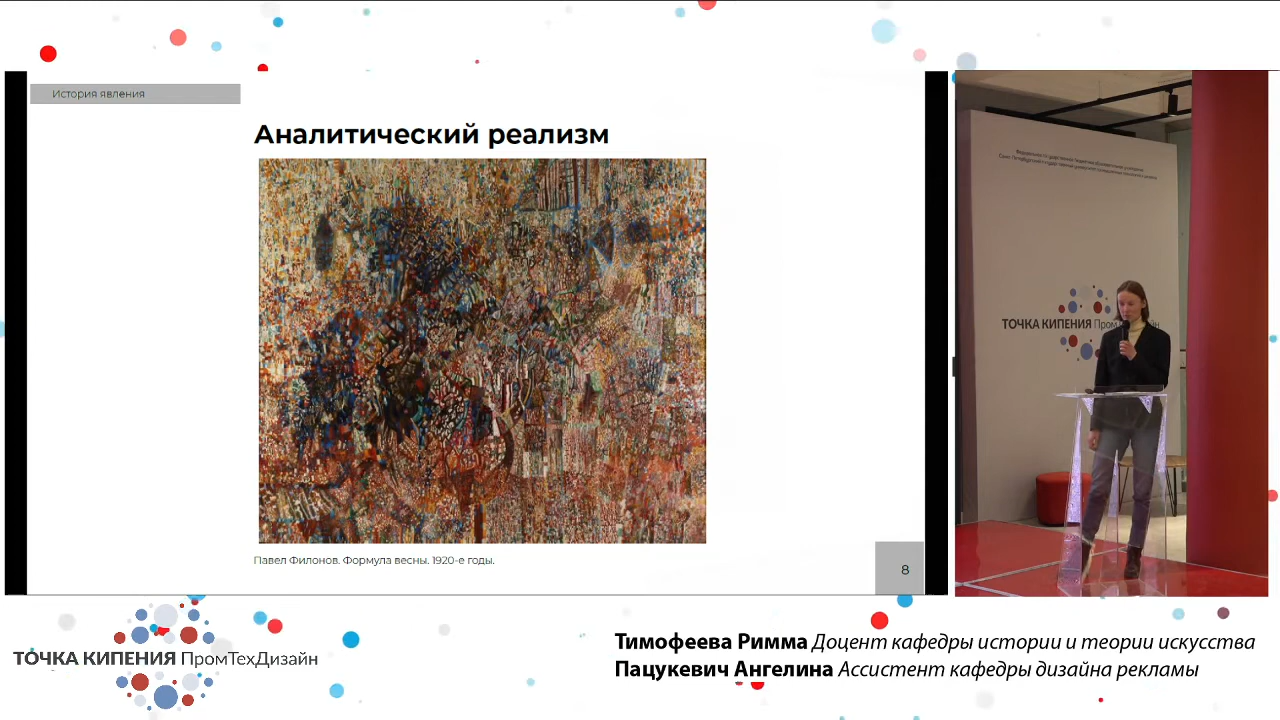 История явления
Аналитический реализм
Павел Филонов. Формула весны. 1920-е годы.
8
ТОЧКА КИПЕНИЯ
ТОЧКА КИПЕНИЯ ПромТехДизайн
Тимофеева Римма Доцент кафедры истории и теории искусства
Пацукевич Ангелина Ассистент кафедры дизайна рекламы